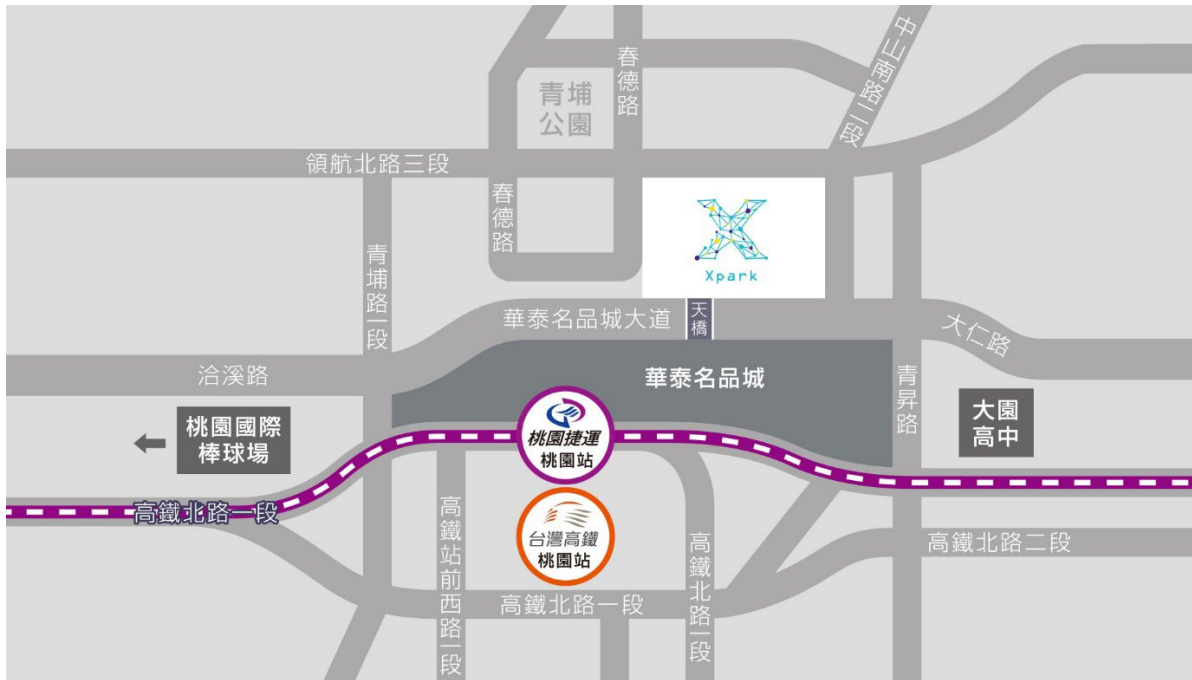 中山南路二段
春德路
青埔
公園
領航北路三段
春德路
Xpark
青埔路一段
天橋
華泰名品城大道
大仁路
洽溪路
華泰名品城
青昇路
大園
高中
桃園國際
棒球場
桃園捷運
桃園站
高鐵北路一段
高鐵站前西路一段
台灣高鐵
桃園站
高鐵北路一段
高鐵北路二段
高鐵北路一段